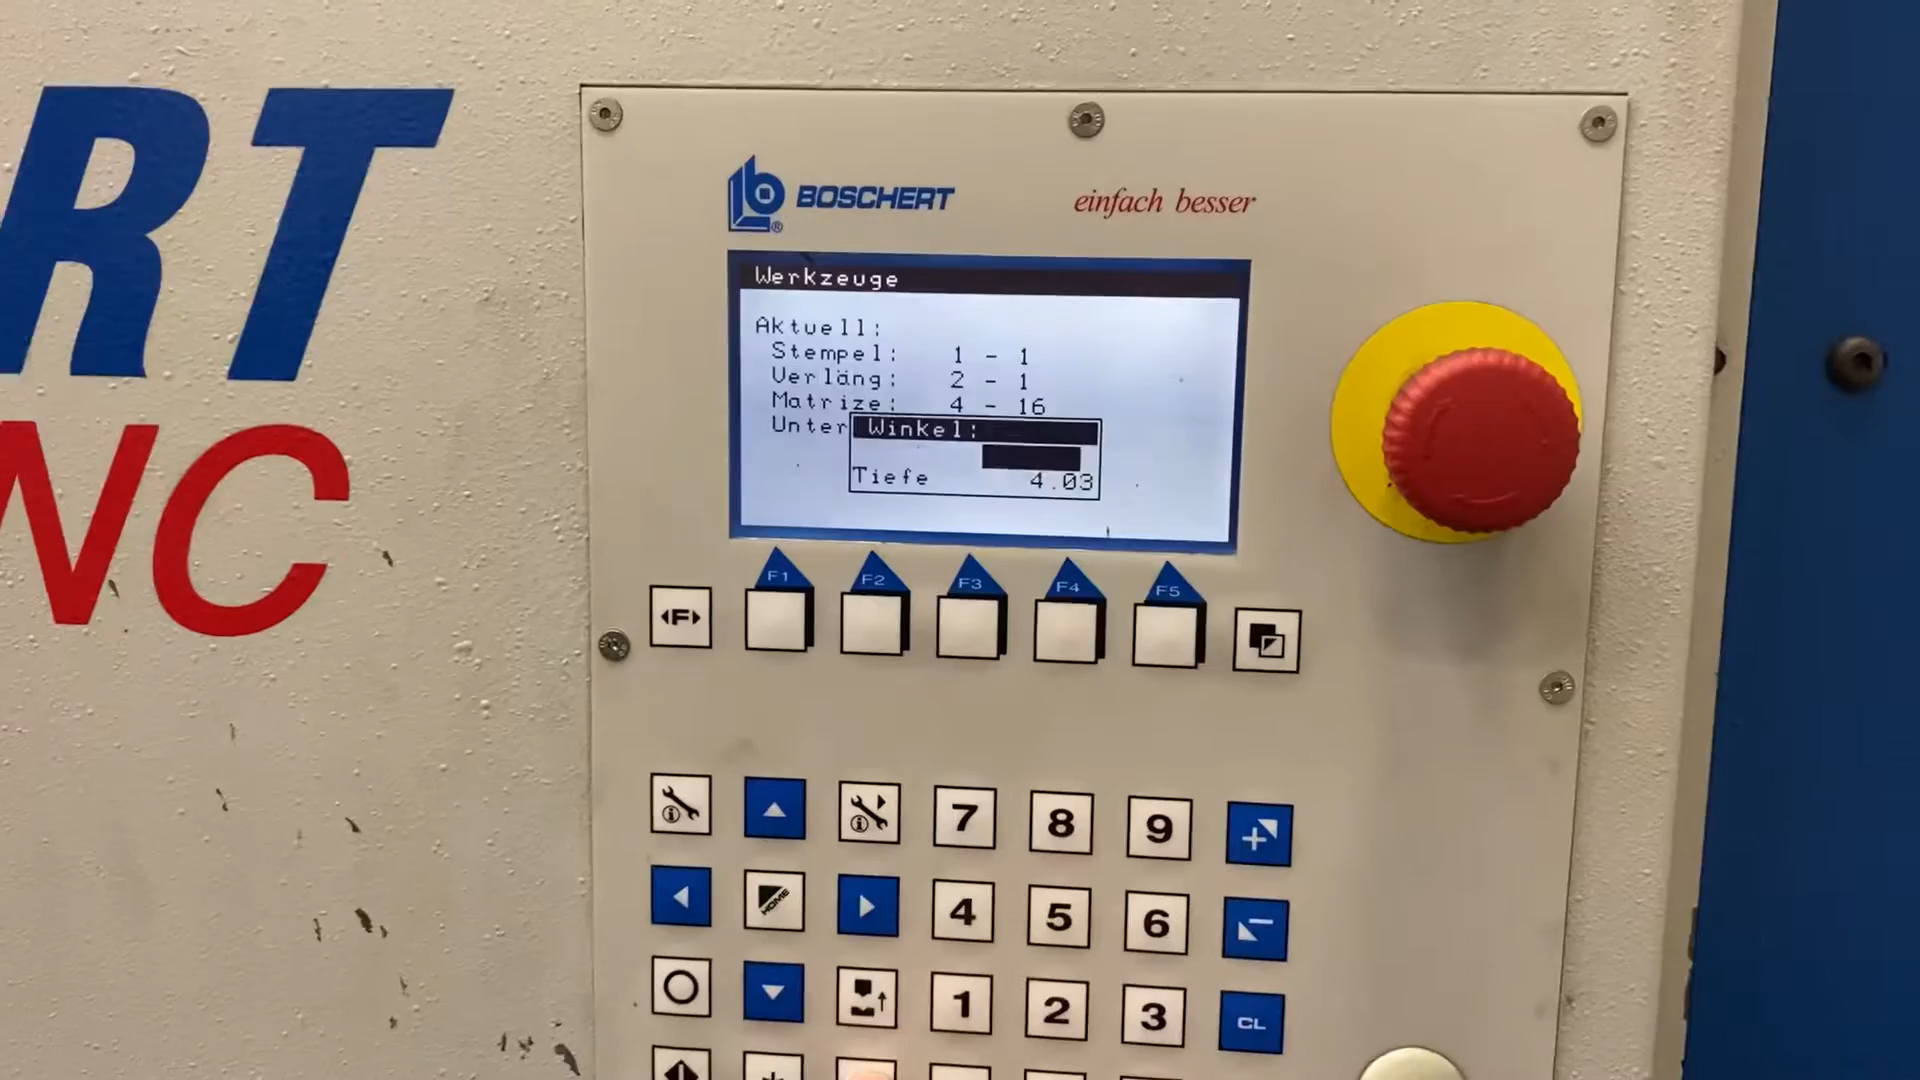 RT
NC
BOSCHERT
®
einfach besser
Werkzeuge
Aktuell:
Stempel: 1 - 1
Verläng: 2 - 1
Matrize: 4 - 16
Unter
Winkel:
Tiefe 4.03
F1 F2 F3 F4 F5
F
7 8 9 +
HOME 4 5 6 −
1 2 3 CL